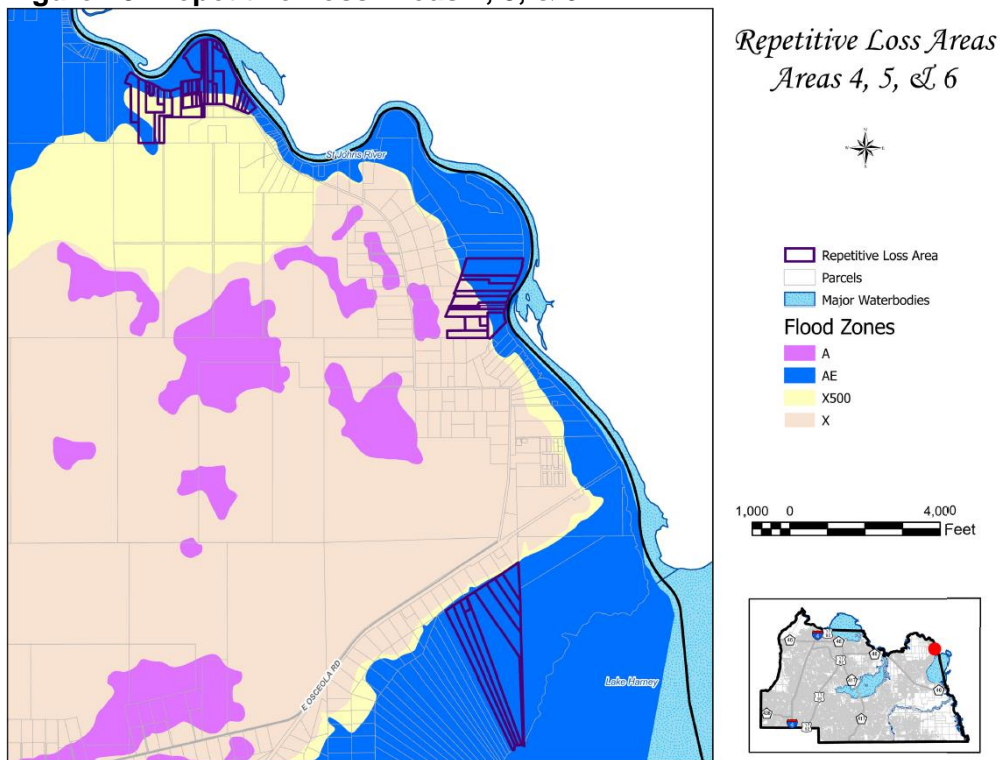 Repetitive Loss Areas
Areas 4, 5, & 6
St Johns River
Repetitive Loss Area
Parcels
Major Waterbodies
Flood Zones
A
AE
X500
X
1,000 0 4,000
Feet
E OSCEOLA RD
Lake Harney